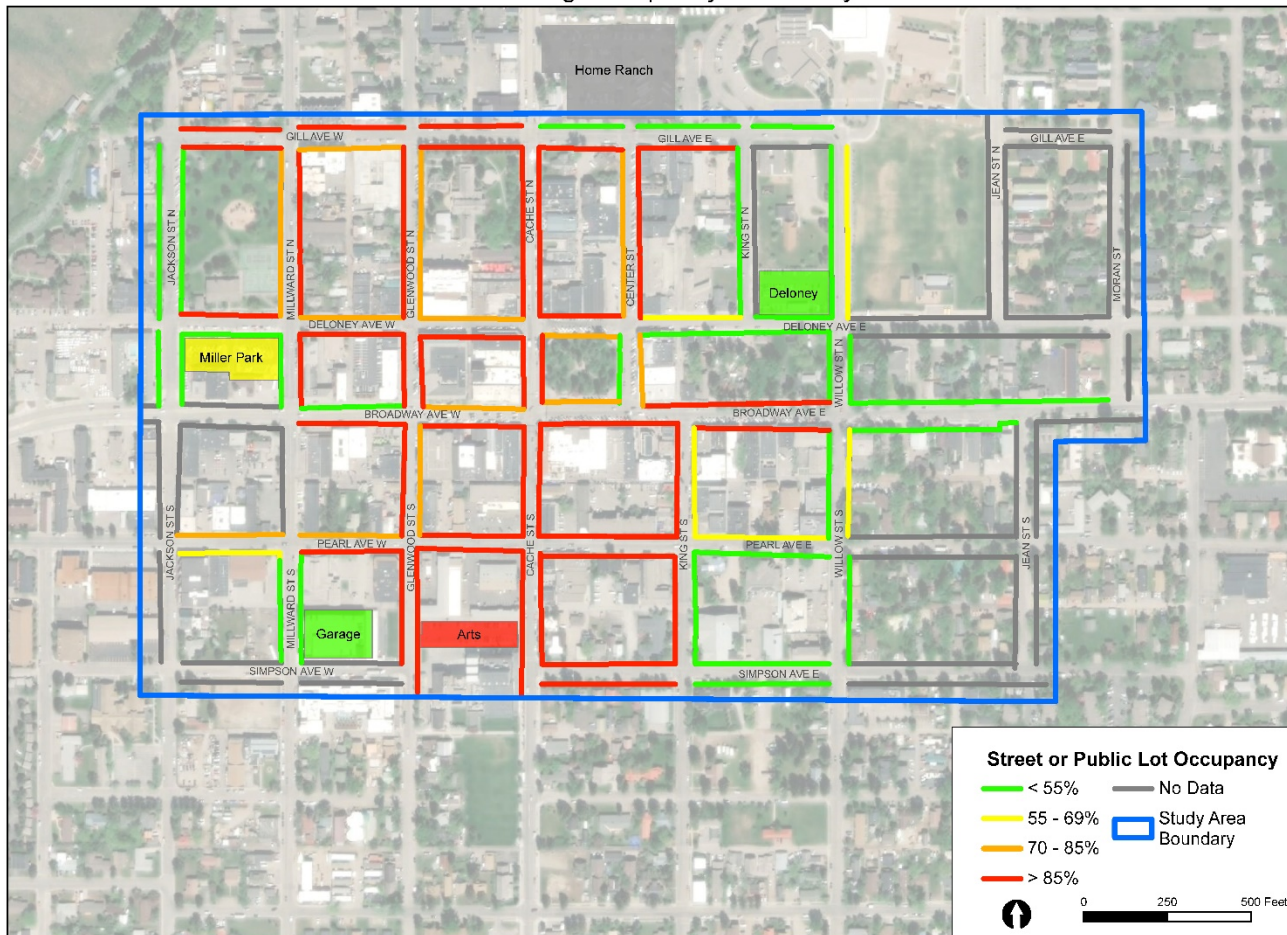 Home Ranch
GILL AVE W
GILL AVE E
GILL AVE E
JACKSON ST N
MILLWARD ST N
GLENWOOD ST N
CACHE ST N
CENTER ST
KING ST N
JEAN ST N
MORAN ST
Deloney
DELONEY AVE W
DELONEY AVE E
Miller Park
WILLOW ST N
BROADWAY AVE W
BROADWAY AVE E
PEARL AVE W
PEARL AVE E
JACKSON ST S
MILLWARD ST S
GLENWOOD ST S
CACHE ST S
KING ST S
WILLOW ST S
JEAN ST S
Garage
Arts
SIMPSON AVE W
SIMPSON AVE E
Street or Public Lot Occupancy
< 55%
No Data
55 - 69%
Study Area
Boundary
70 - 85%
> 85%
0 250 500 Feet